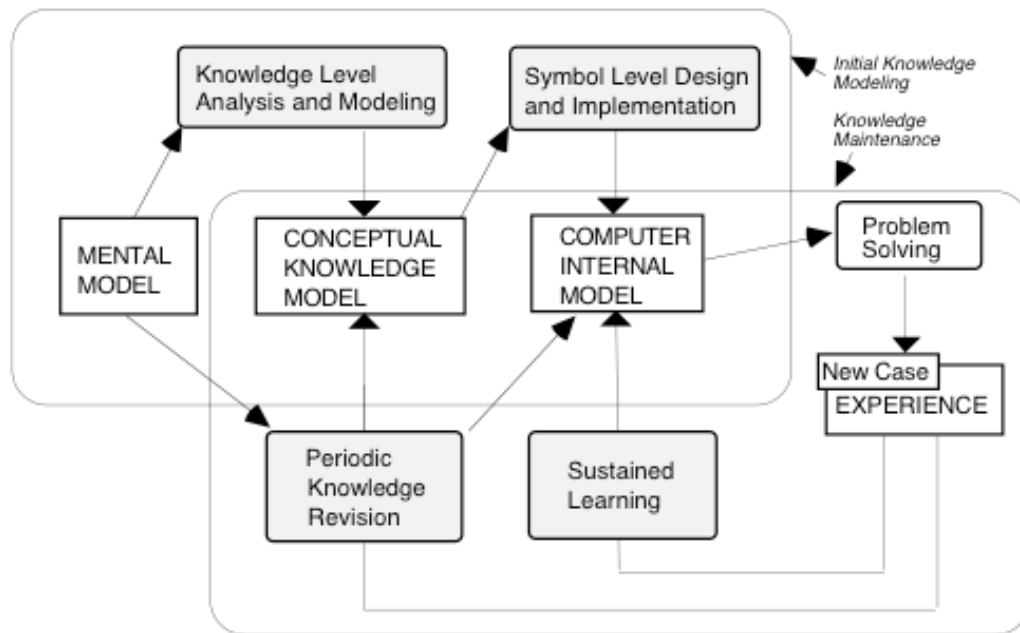 Knowledge Level
Analysis and Modeling
Symbol Level Design
and Implementation
Initial Knowledge
Modeling
Knowledge
Maintenance
MENTAL
MODEL
CONCEPTUAL
KNOWLEDGE
MODEL
COMPUTER
INTERNAL
MODEL
Problem
Solving
New Case
EXPERIENCE
Periodic
Knowledge
Revision
Sustained
Learning